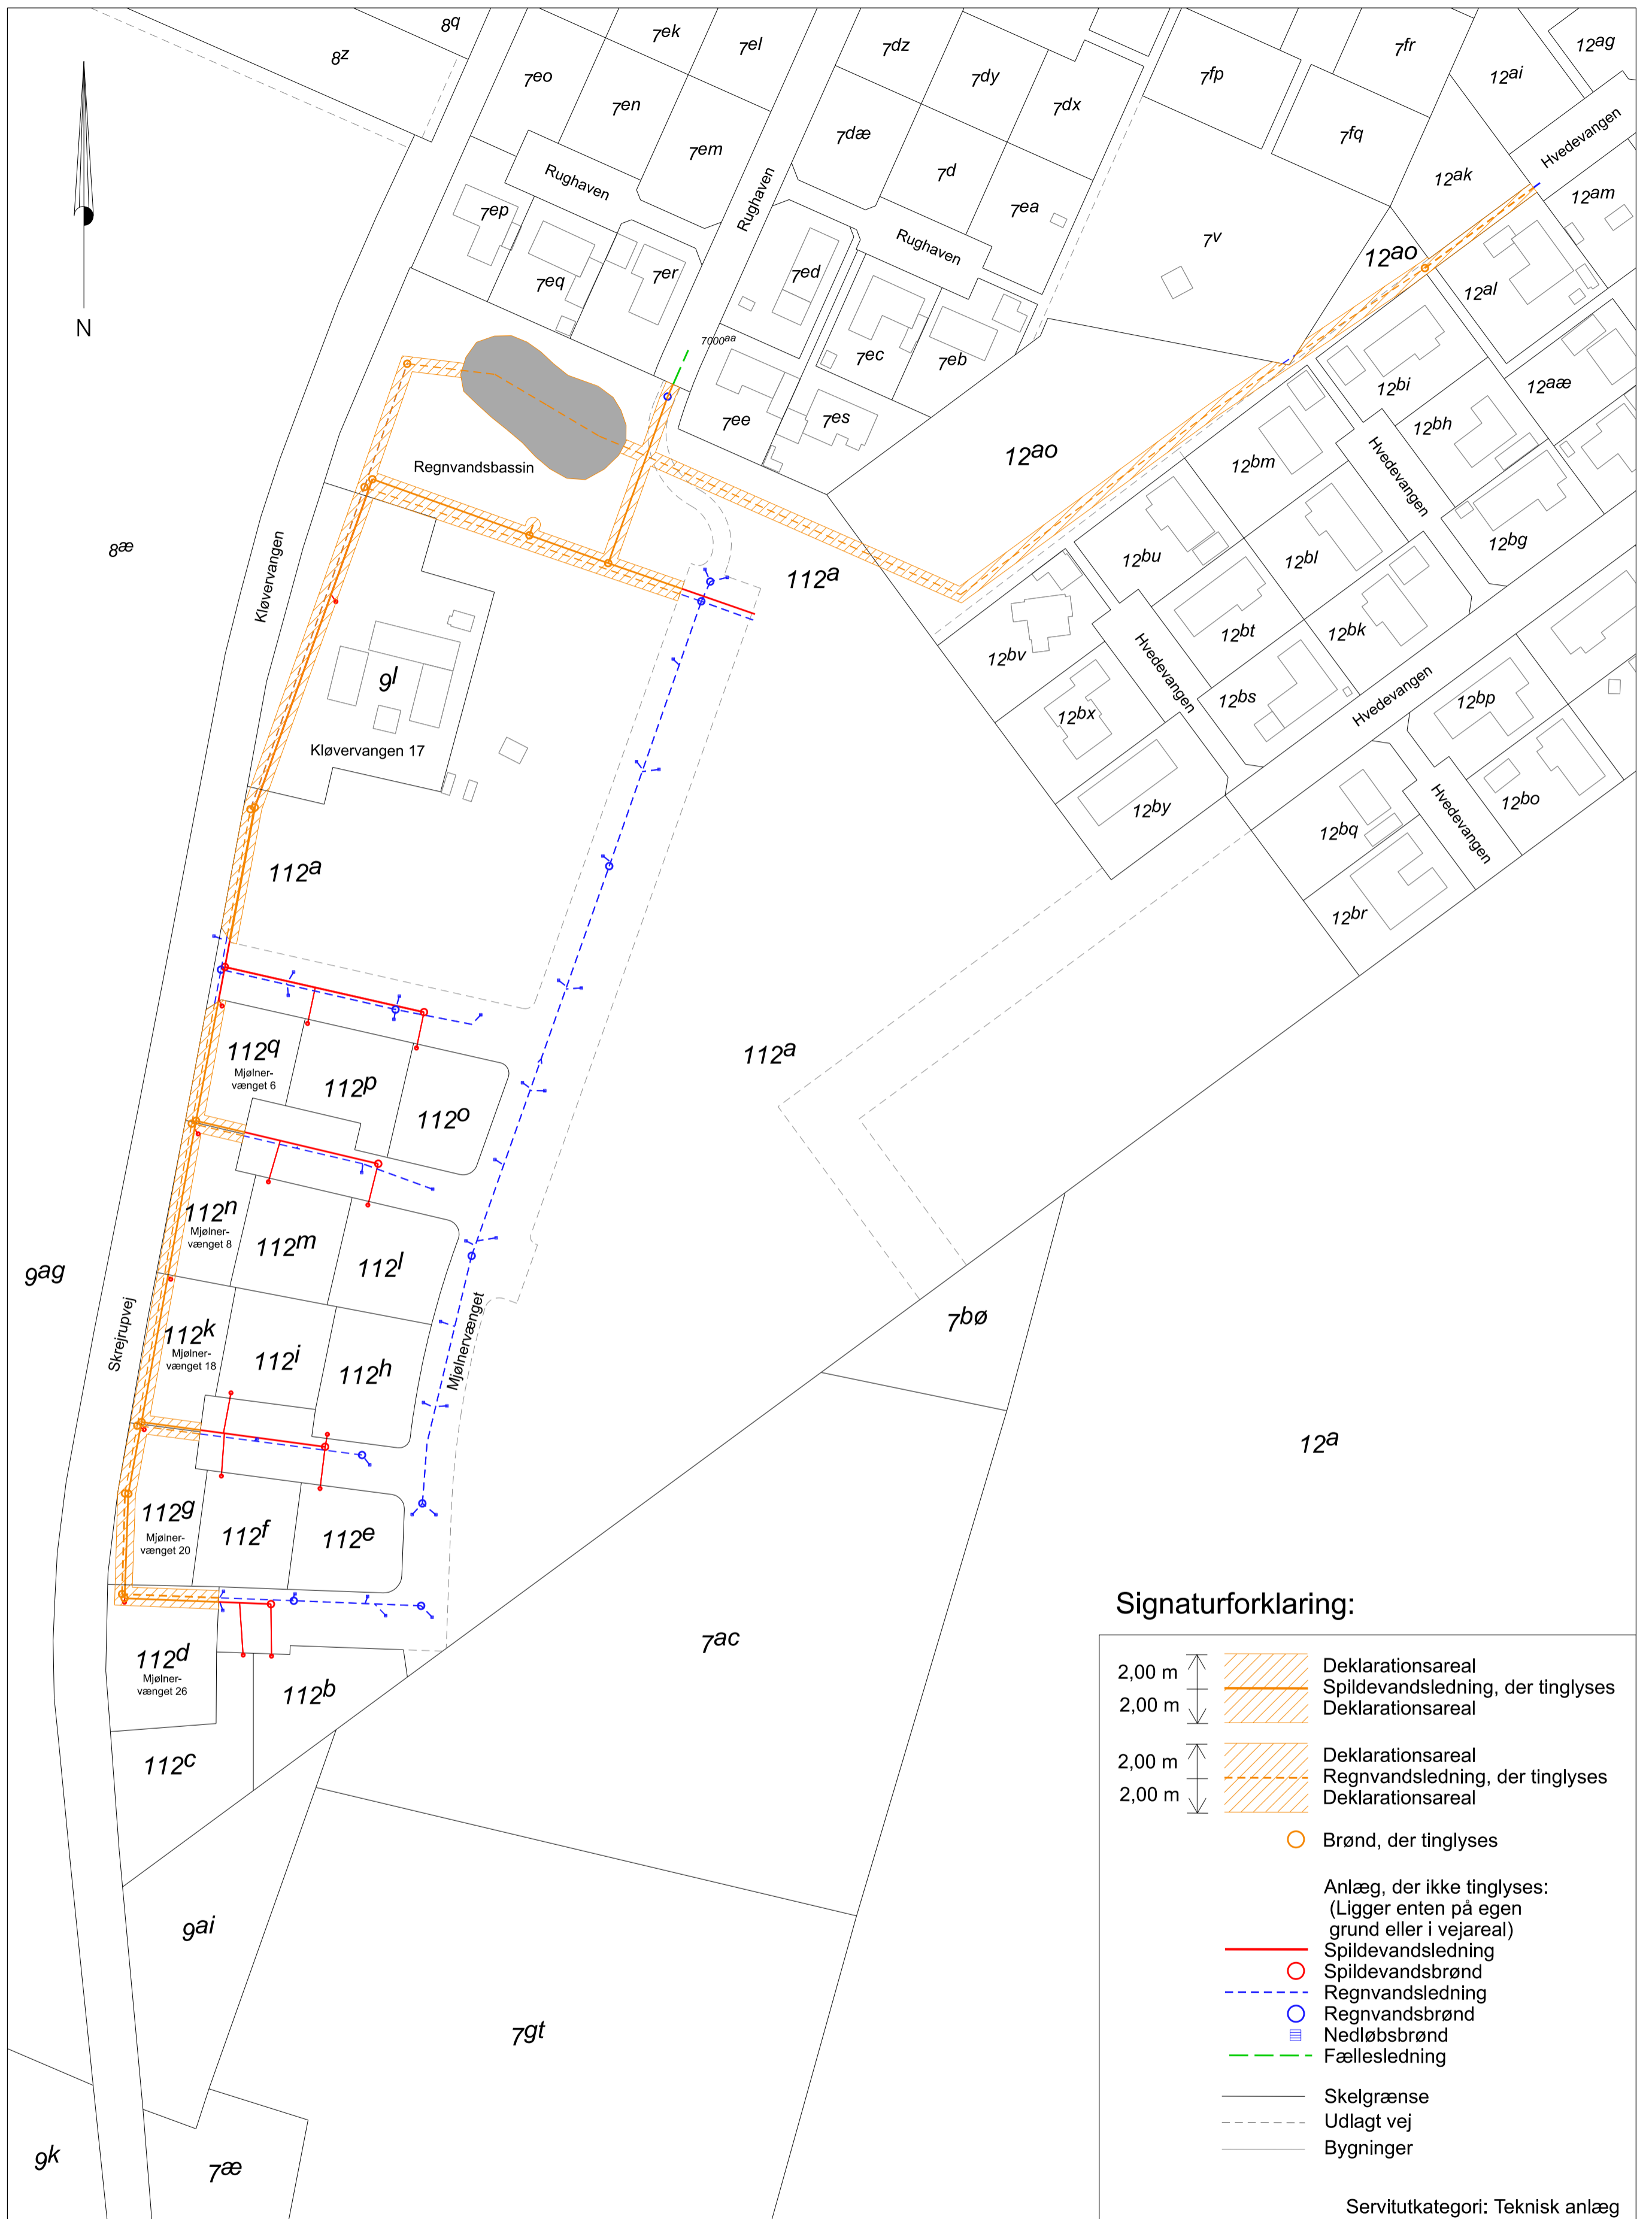 8z
8q
7ek
7el
7dz
7fr
12ag
7eo
7en
7dy
7dx
7fp
12ai
7em
7dæ
7fq
Hvedevangen
Rughaven
Rughaven
7d
12ak
12am
7ep
7ea
7v
7eq
7er
7ed
Rughaven
12ao
12al
N
7000aa
7ec
7eb
12bi
12aæ
7ee
7es
12bh
Regnvandsbassin
12ao
12bm
Hvedevangen
8æ
Kløvervangen
12bg
12bu
12bl
112a
12bt
12bk
12bv
Hvedevangen
9l
12bs
Hvedevangen
12bp
12bx
Kløvervangen 17
12by
12bo
12bq
Hvedevangen
112a
12br
112q
Mjølner-
vænget 6
112p
112o
112a
112n
Mjølner-
vænget 8
112m
112l
9ag
Skrejrupvej
112k
Mjølner-
vænget 18
112i
112h
Mjølnervænget
7bø
12a
112g
Mjølner-
vænget 20
112f
112e
112d
Mjølner-
vænget 26
112b
7ac
112c
9ai
7gt
9k
7æ
Signaturforklaring:
2,00 m
2,00 m
Deklarationsareal
Spildevandsledning, der tinglyses
Deklarationsareal
2,00 m
2,00 m
Deklarationsareal
Regnvandsledning, der tinglyses
Deklarationsareal
Brønd, der tinglyses
Anlæg, der ikke tinglyses:
(Ligger enten på egen
grund eller i vejareal)
Spildevandsledning
Spildevandsbrønd
Regnvandsledning
Regnvandsbrønd
Nedløbsbrønd
Fællesledning
Skelgrænse
Udlagt vej
Bygninger
Servitutkategori: Teknisk anlæg